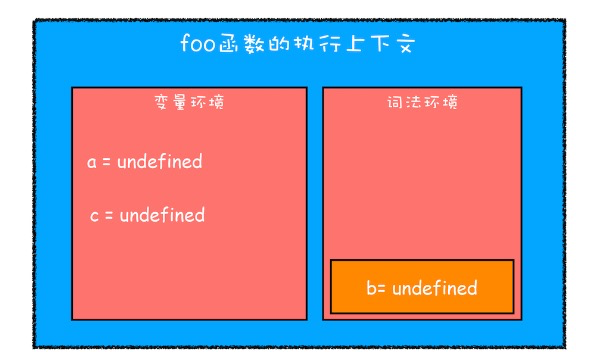 foo函数的执行上下文
变量环境
a = undefined
c = undefined
词法环境
b= undefined